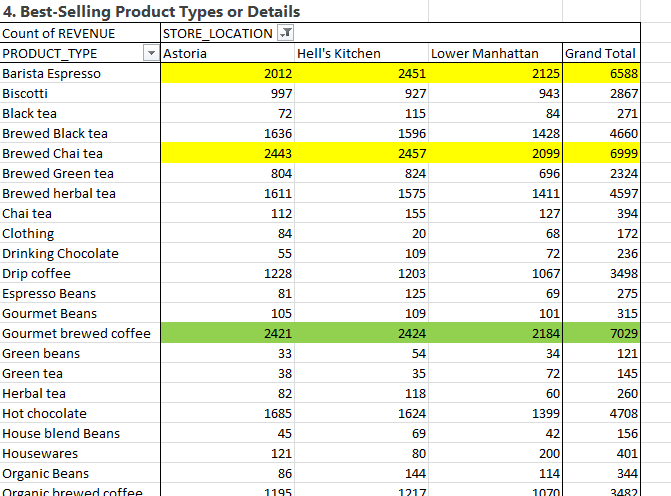 4. Best-Selling Product Types or Details
Count of REVENUE STORE_LOCATION
PRODUCT_TYPE Astoria Hell's Kitchen Lower Manhattan Grand Total
Barista Espresso 2012 2451 2125 6588
Biscotti 997 927 943 2867
Black tea 72 115 84 271
Brewed Black tea 1636 1596 1428 4660
Brewed Chai tea 2443 2457 2099 6999
Brewed Green tea 804 824 696 2324
Brewed herbal tea 1611 1575 1411 4597
Chai tea 112 155 127 394
Clothing 84 20 68 172
Drinking Chocolate 55 109 72 236
Drip coffee 1228 1203 1067 3498
Espresso Beans 81 125 69 275
Gourmet Beans 105 109 101 315
Gourmet brewed coffee 2421 2424 2184 7029
Green beans 33 54 34 121
Green tea 38 35 72 145
Herbal tea 82 118 60 260
Hot chocolate 1685 1624 1399 4708
House blend Beans 45 69 42 156
Housewares 121 80 200 401
Organic Beans 86 144 114 344
Organic brewed coffee 1195 1217 1070 3482